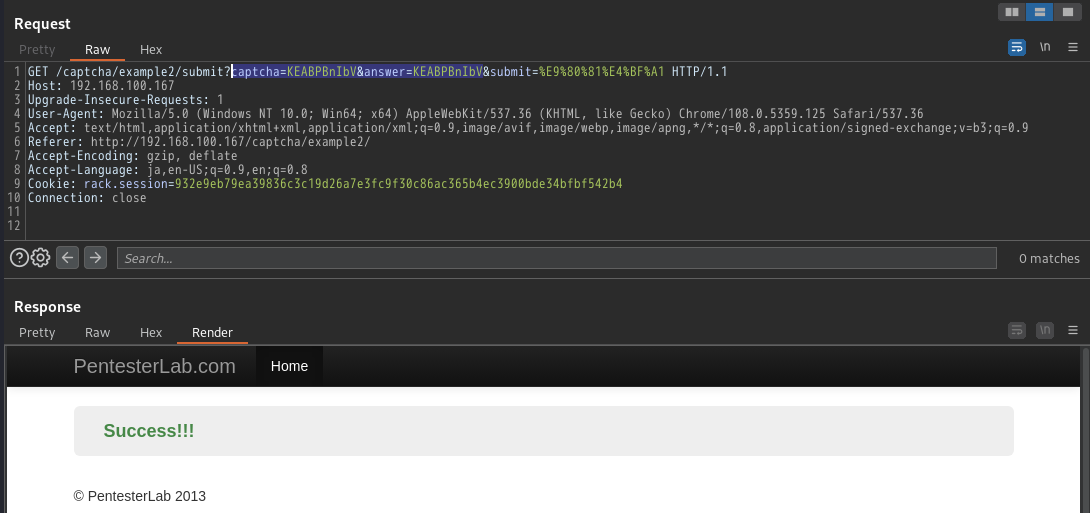 Request
Pretty Raw Hex
\n
1 GET /captcha/example2/submit?captcha=KEABPBnIbV&answer=KEABPBnIbV&submit=%E9%80%81%E4%BF%A1 HTTP/1.1
2 Host: 192.168.100.167
3 Upgrade-Insecure-Requests: 1
4 User-Agent: Mozilla/5.0 (Windows NT 10.0; Win64; x64) AppleWebKit/537.36 (KHTML, like Gecko) Chrome/108.0.5359.125 Safari/537.36
5 Accept: text/html,application/xhtml+xml,application/xml;q=0.9,image/avif,image/webp,image/apng,*/*;q=0.8,application/signed-exchange;v=b3;q=0.9
6 Referer: http://192.168.100.167/captcha/example2/
7 Accept-Encoding: gzip, deflate
8 Accept-Language: ja,en-US;q=0.9,en;q=0.8
9 Cookie: rack.session=932e9eb79ea39836c3c19d26a7e3fc9f30c86ac365b4ec3900bde34bfbf542b4
10 Connection: close
11
12
Search... 0 matches
Response
Pretty Raw Hex Render
\n
PentesterLab.com Home
Success!!!
© PentesterLab 2013